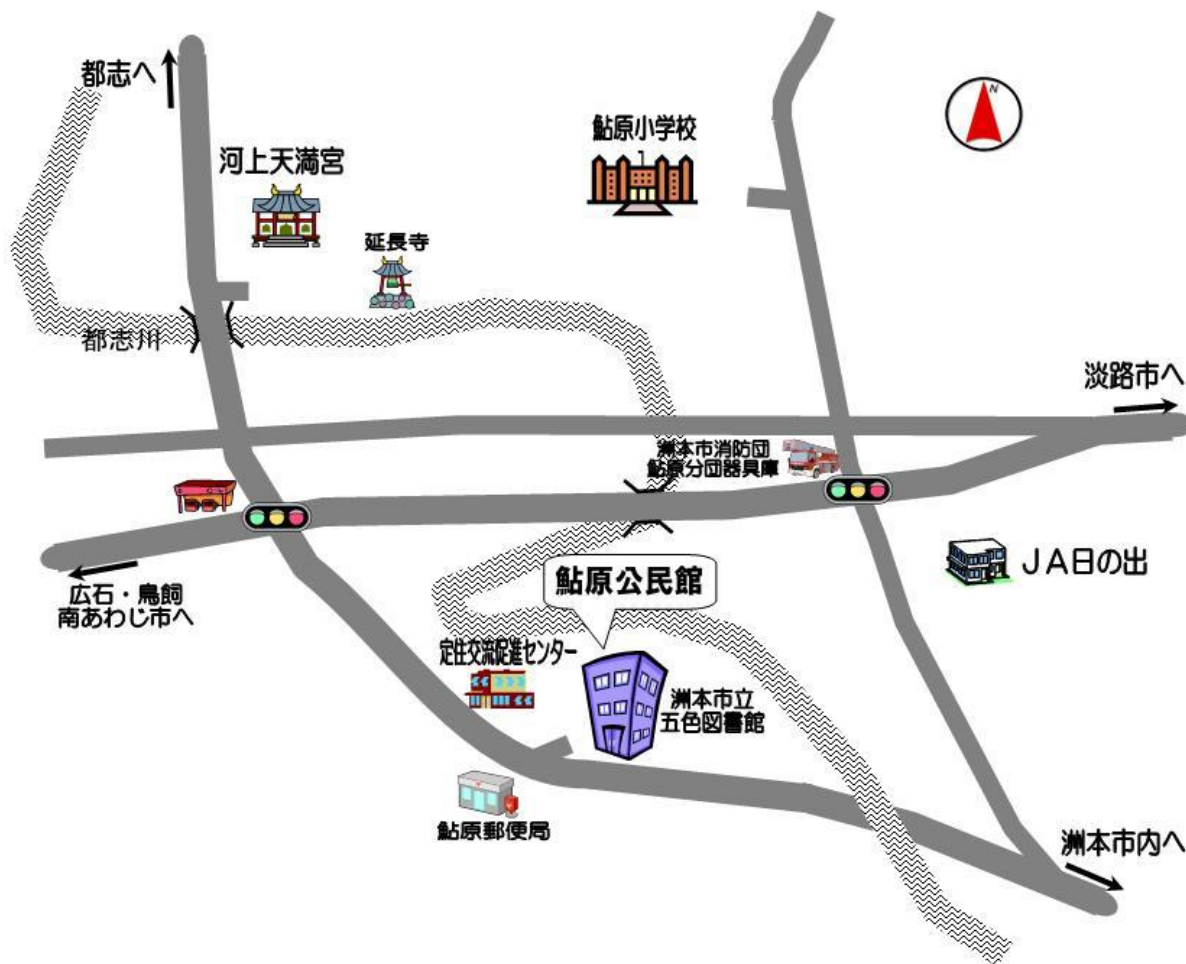 都志へ
N
鮎原小学校
河上天満宮
延長寺
都志川
淡路市へ
洲本市消防団
鮎原分団器具庫
広石・鳥飼
南あわじ市へ
鮎原公民館
JA日の出
定住交流促進センター
洲本市立
五色図書館
鮎原郵便局
洲本市内へ